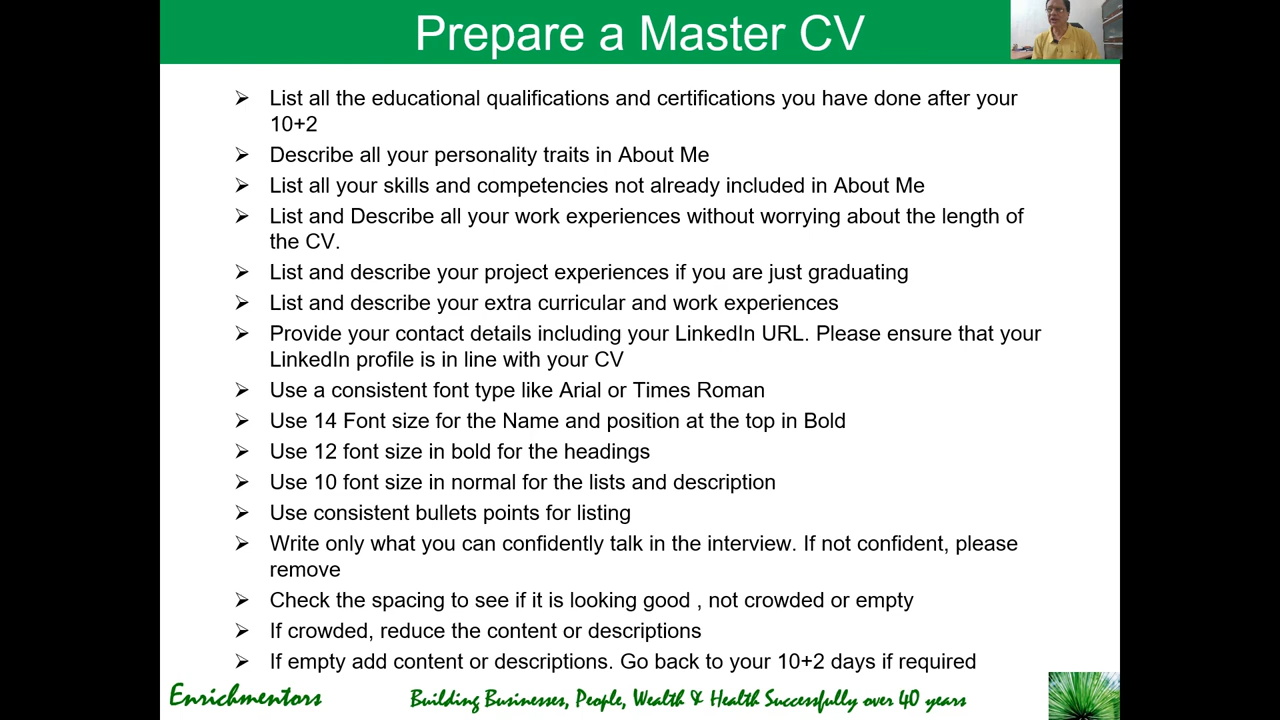 Prepare a Master CV
➢ List all the educational qualifications and certifications you have done after your
10+2
➢ Describe all your personality traits in About Me
➢ List all your skills and competencies not already included in About Me
➢ List and Describe all your work experiences without worrying about the length of
the CV.
➢ List and describe your project experiences if you are just graduating
➢ List and describe your extra curricular and work experiences
➢ Provide your contact details including your LinkedIn URL. Please ensure that your
LinkedIn profile is in line with your CV
➢ Use a consistent font type like Arial or Times Roman
➢ Use 14 Font size for the Name and position at the top in Bold
➢ Use 12 font size in bold for the headings
➢ Use 10 font size in normal for the lists and description
➢ Use consistent bullets points for listing
➢ Write only what you can confidently talk in the interview. If not confident, please
remove
➢ Check the spacing to see if it is looking good , not crowded or empty
➢ If crowded, reduce the content or descriptions
➢ If empty add content or descriptions. Go back to your 10+2 days if required
Enrichmentors
Building Businesses, People, Wealth & Health Successfully over 40 years